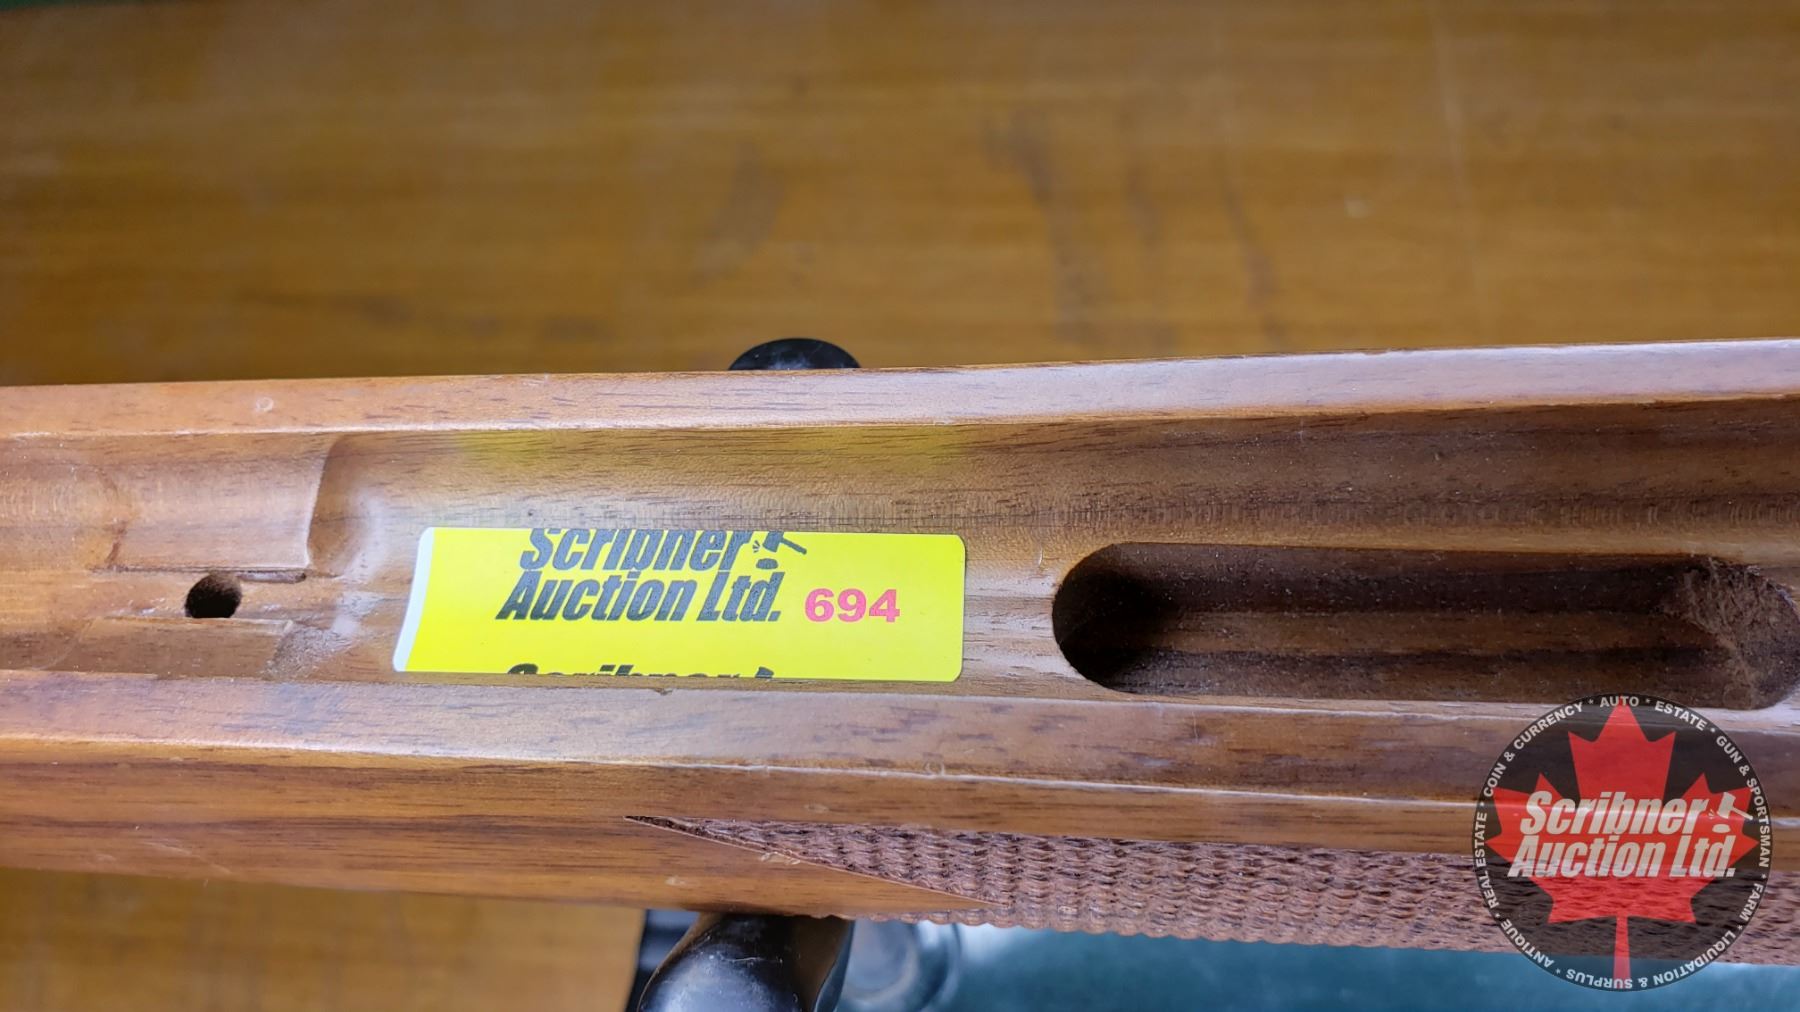 Scribner
Auction Ltd. 694
Scribner
Scribner
Auction Ltd.
COIN & CURRENCY * AUTO * ESTATE * GUN & SPORTSMAN * FARM * LIQUIDATION & SURPLUS * ANTIQUE * REAL ESTATE *